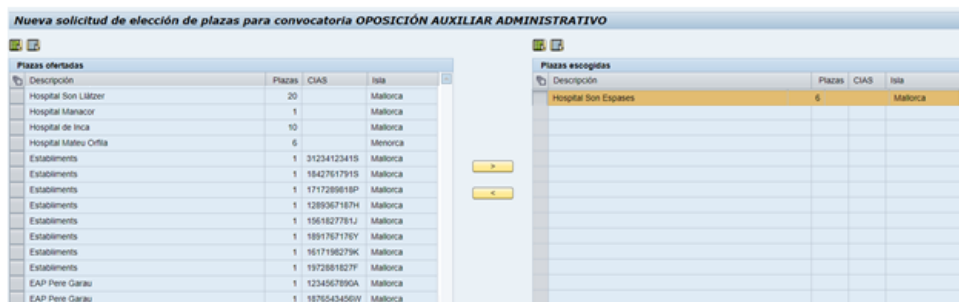 Nueva solicitud de elección de plazas para convocatoria OPOSICIÓN AUXILIAR ADMINISTRATIVO
Plazas ofertadas
Descripción Plazas CIAS Isla
Hospital Son Llàtzer 20 Mallorca
Hospital Manacor 1 Mallorca
Hospital de Inca 10 Mallorca
Hospital Mateu Orfila 6 Menorca
Establiments 1 3123412341S Mallorca
Establiments 1 1842761791S Mallorca
Establiments 1 1717289818P Mallorca
Establiments 1 1289367187H Mallorca
Establiments 1 1561827781J Mallorca
Establiments 1 1891767176Y Mallorca
Establiments 1 1617198279K Mallorca
Establiments 1 1972881827F Mallorca
EAP Pere Garau 1 1234567890A Mallorca
EAP Pere Garau 1 1876543456W Mallorca
>
<
Plazas escogidas
Descripción Plazas CIAS Isla
Hospital Son Espases 6 Mallorca